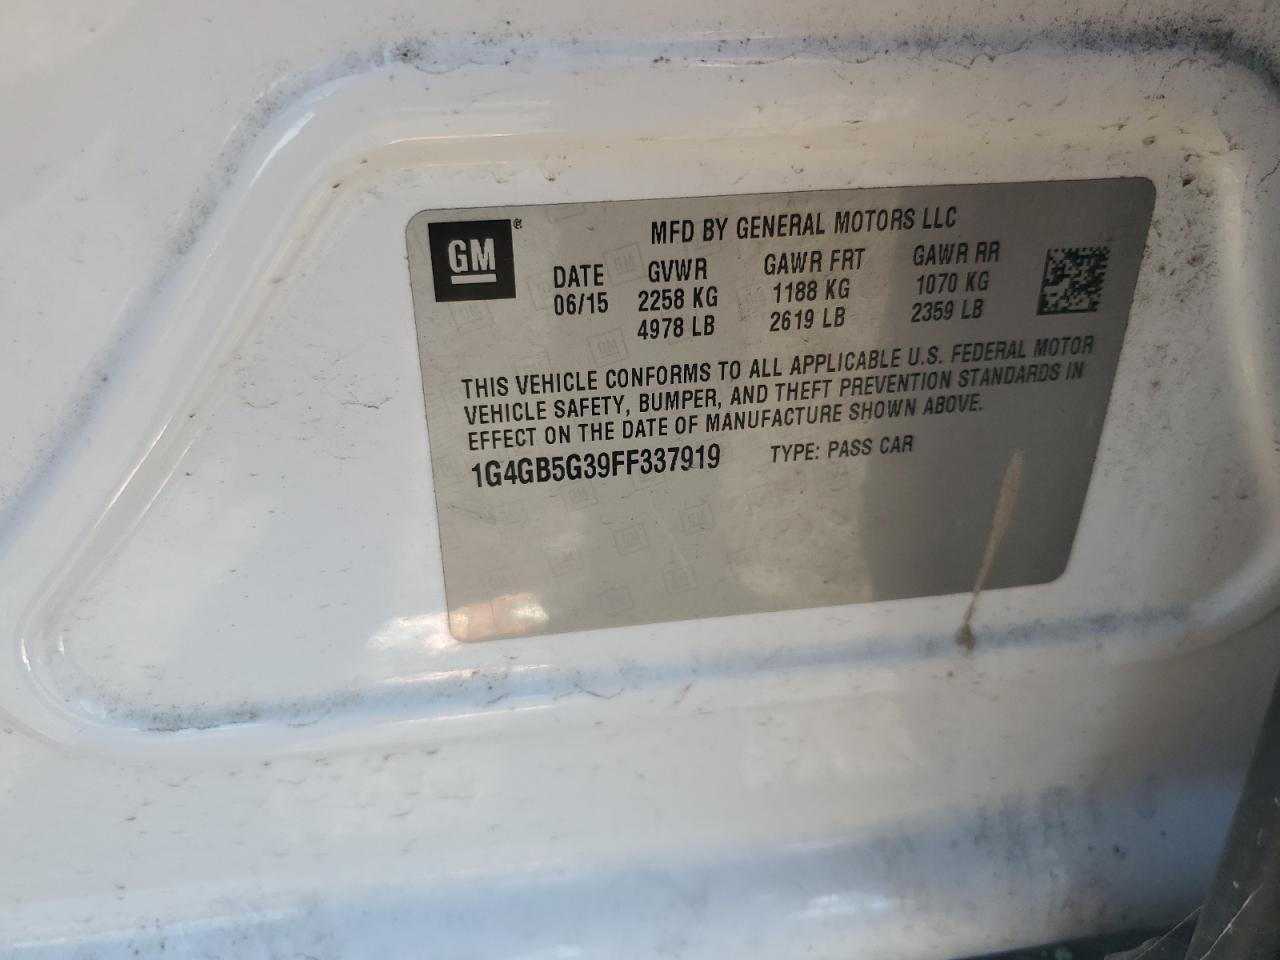 GM®
MFD BY GENERAL MOTORS LLC
DATE GVWR GAWR FRT GAWR RR
06/15 2258 KG 1188 KG 1070 KG
4978 LB 2619 LB 2359 LB
THIS VEHICLE CONFORMS TO ALL APPLICABLE U.S. FEDERAL MOTOR
VEHICLE SAFETY, BUMPER, AND THEFT PREVENTION STANDARDS IN
EFFECT ON THE DATE OF MANUFACTURE SHOWN ABOVE.
1G4GB5G39FF337919 TYPE: PASS CAR